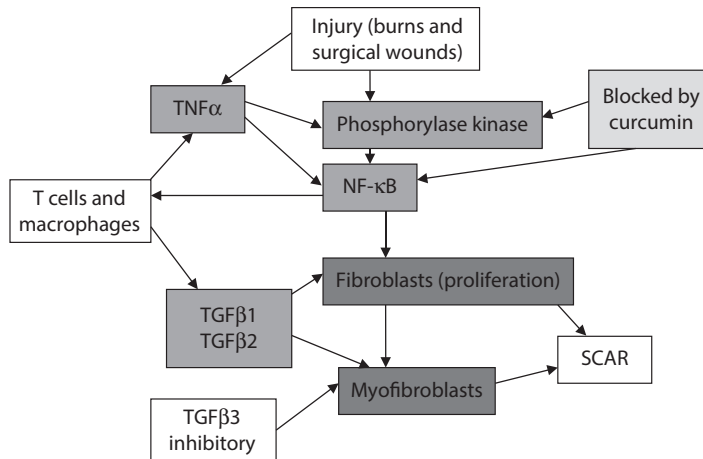 Injury (burns and
surgical wounds)
TNFα
Phosphorylase kinase
Blocked by
curcumin
NF-κB
T cells and
macrophages
Fibroblasts (proliferation)
TGFβ1
TGFβ2
SCAR
Myofibroblasts
TGFβ3
inhibitory